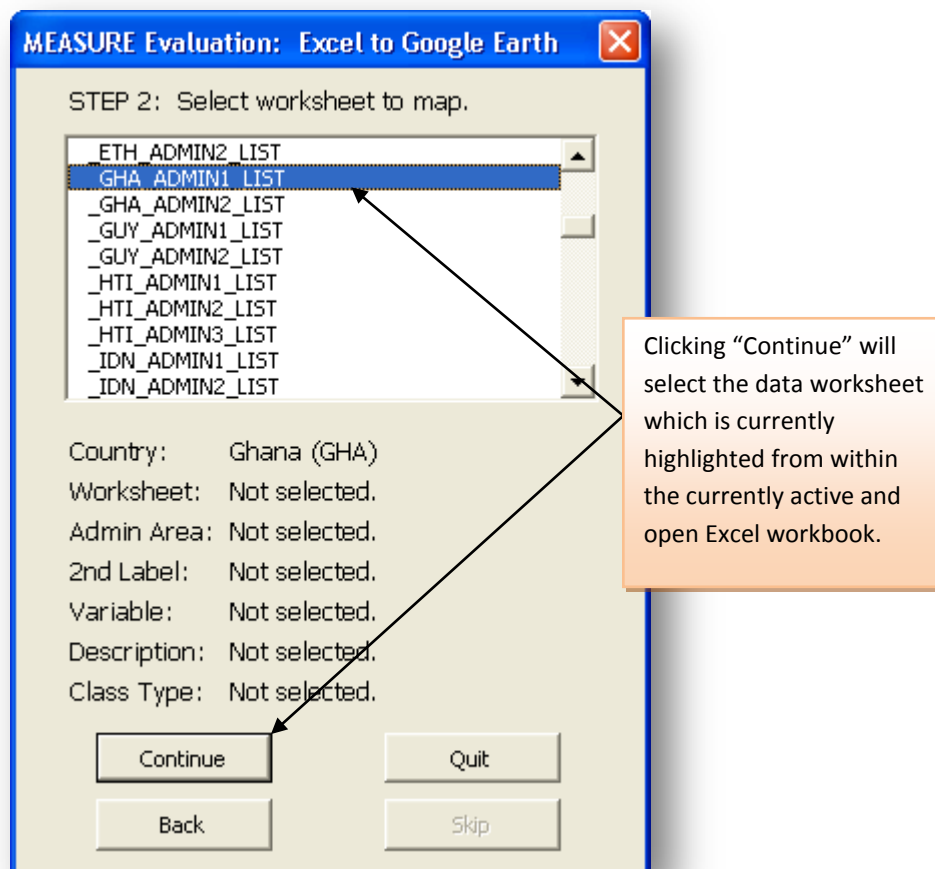 MEASURE Evaluation: Excel to Google Earth
STEP 2: Select worksheet to map.
_ETH_ADMIN2_LIST
_GHA_ADMIN1_LIST
_GHA_ADMIN2_LIST
_GUY_ADMIN1_LIST
_GUY_ADMIN2_LIST
_HTI_ADMIN1_LIST
_HTI_ADMIN2_LIST
_HTI_ADMIN3_LIST
_IDN_ADMIN1_LIST
_IDN_ADMIN2_LIST
Clicking “Continue” will
select the data worksheet
which is currently
highlighted from within
the currently active and
open Excel workbook.
Country: Ghana (GHA)
Worksheet: Not selected.
Admin Area: Not selected.
2nd Label: Not selected.
Variable: Not selected.
Description: Not selected.
Class Type: Not selected.
Continue Quit
Back Skip